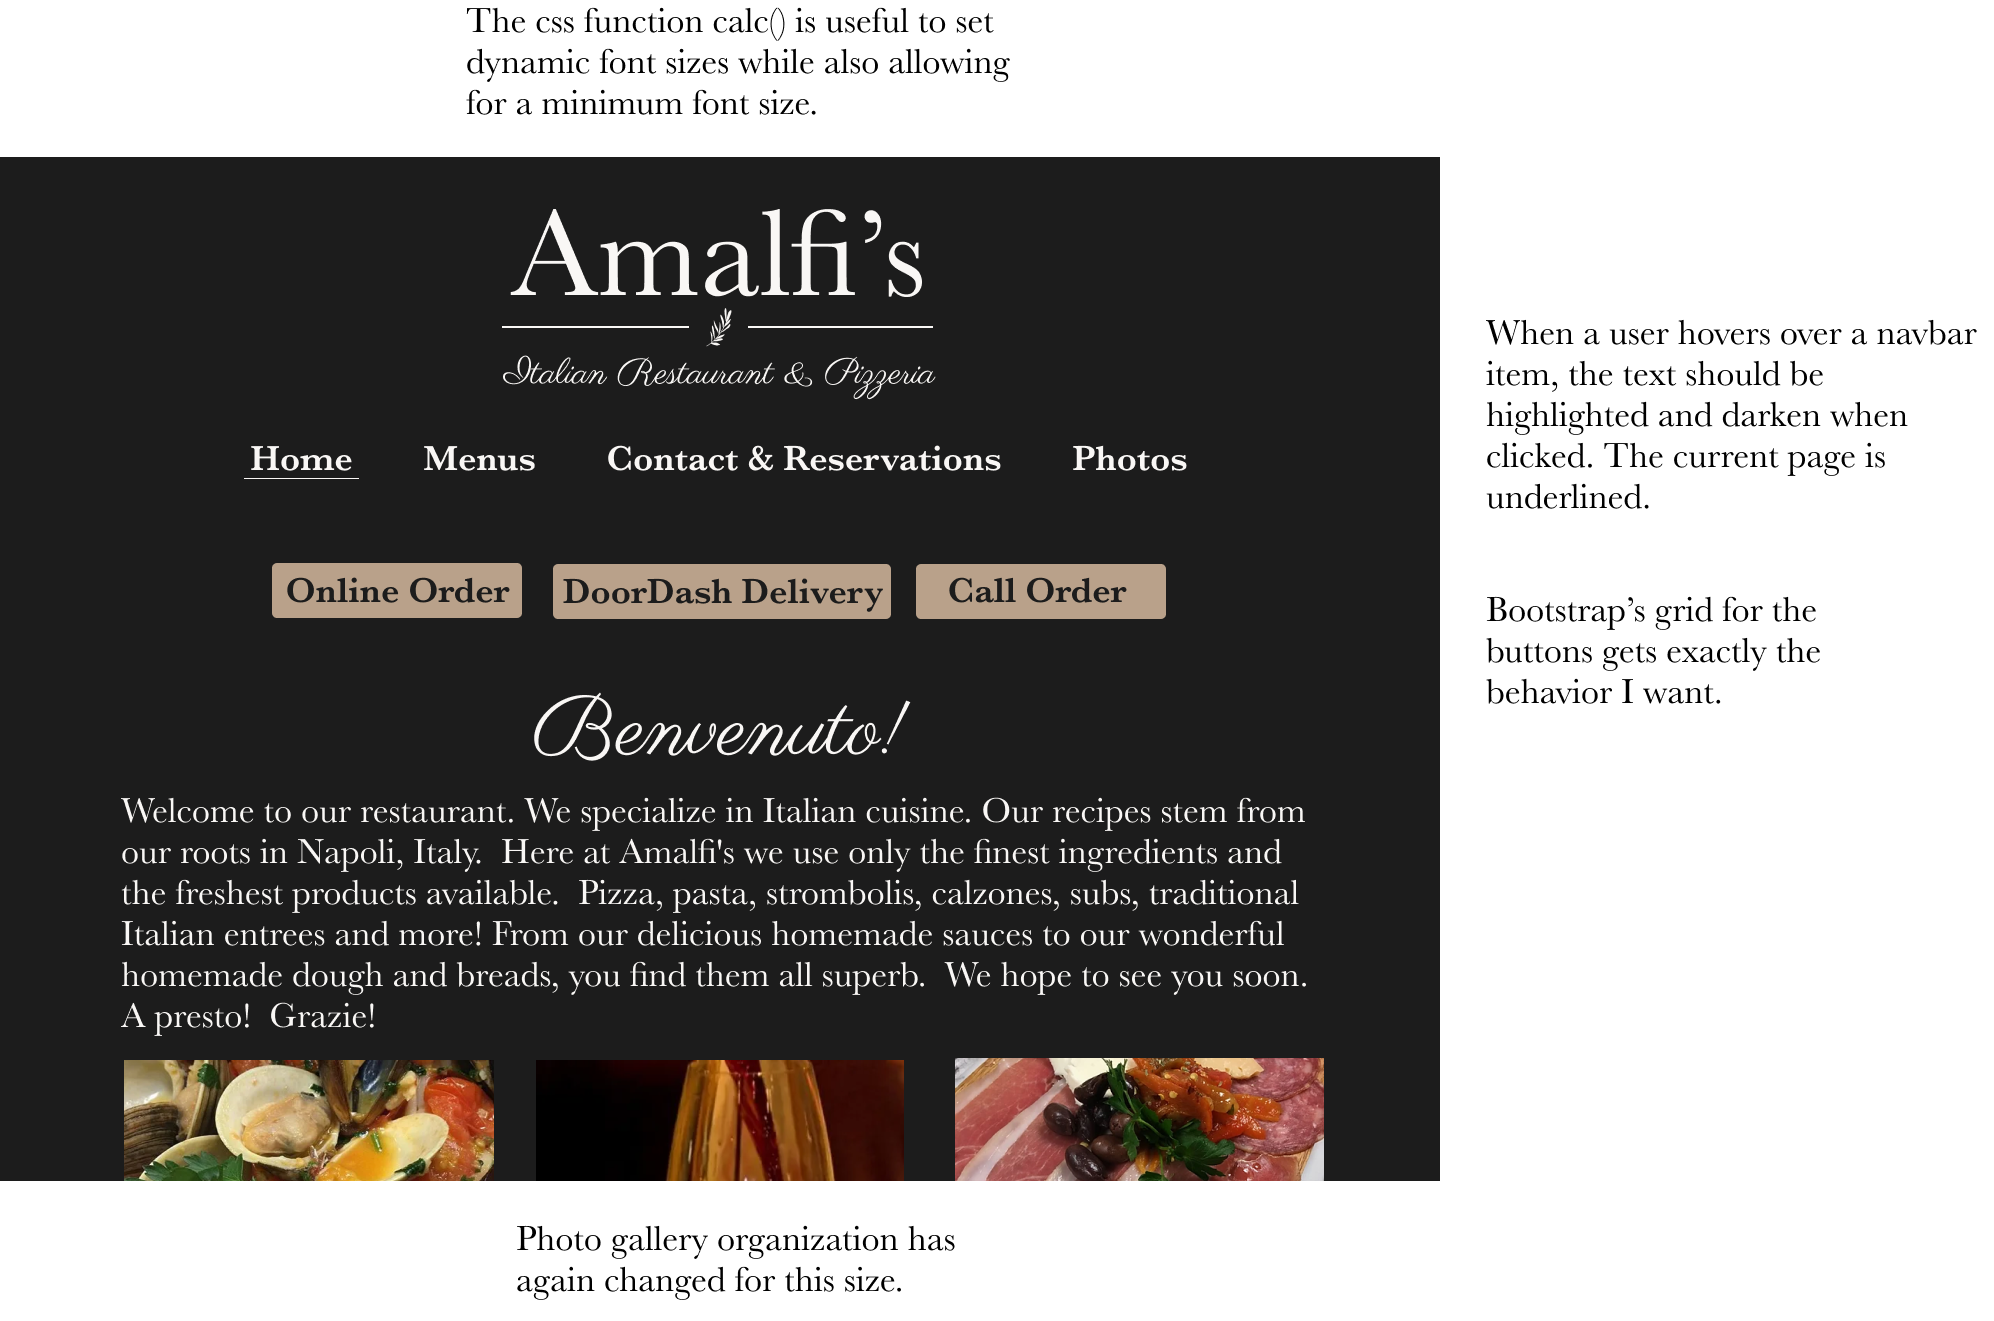 The css function calc() is useful to set
dynamic font sizes while also allowing
for a minimum font size.
Amalfi’s
Italian Restaurant & Pizzeria
Home Menus Contact & Reservations Photos
When a user hovers over a navbar
item, the text should be
highlighted and darken when
clicked. The current page is
underlined.
Online Order DoorDash Delivery Call Order
Bootstrap’s grid for the
buttons gets exactly the
behavior I want.
Benvenuto!
Welcome to our restaurant. We specialize in Italian cuisine. Our recipes stem from
our roots in Napoli, Italy.  Here at Amalfi's we use only the finest ingredients and
the freshest products available.  Pizza, pasta, strombolis, calzones, subs, traditional
Italian entrees and more! From our delicious homemade sauces to our wonderful
homemade dough and breads, you find them all superb.  We hope to see you soon.
A presto!  Grazie!
Photo gallery organization has
again changed for this size.